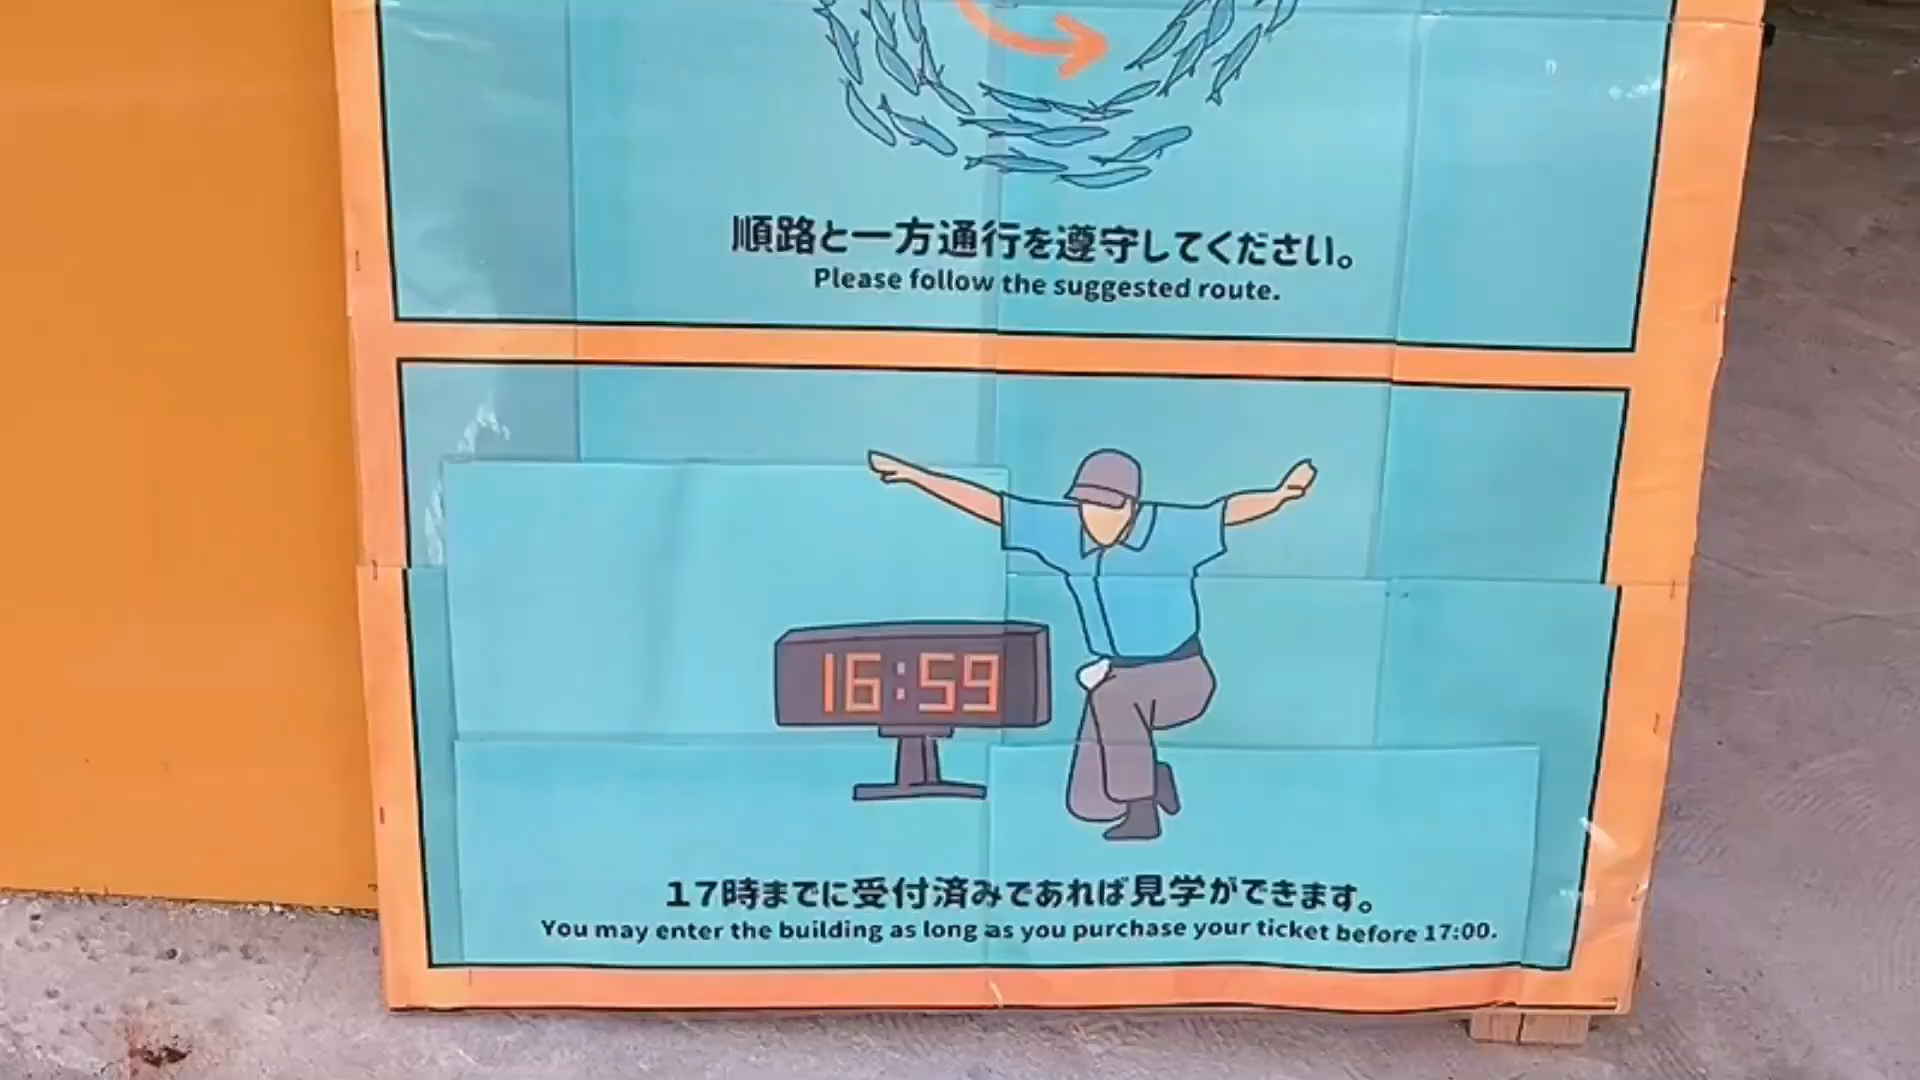 順路と一方通行を遵守してください。
Please follow the suggested route.
16:59
17時までに受付済みであれば見学ができます。
You may enter the building as long as you purchase your ticket before 17:00.